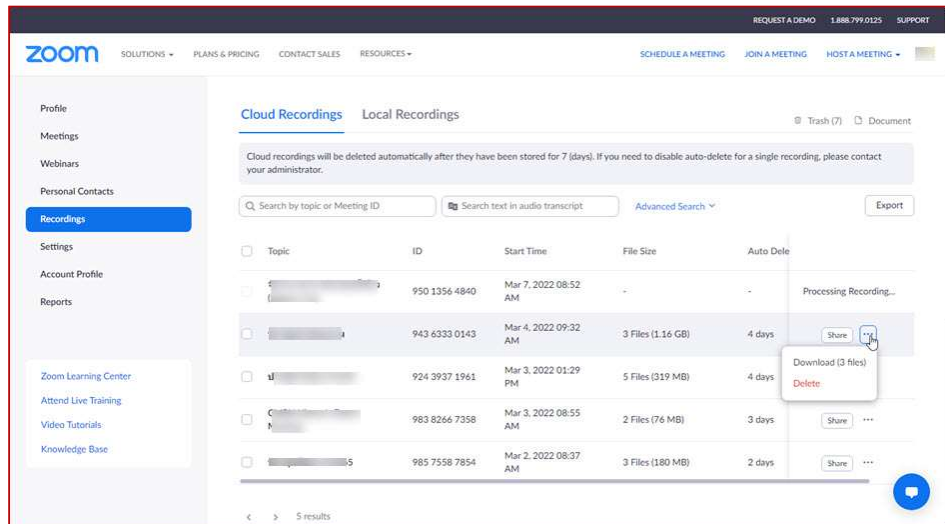 REQUEST A DEMO 1.888.799.0125 SUPPORT
zoom SOLUTIONS PLANS & PRICING CONTACT SALES RESOURCES SCHEDULE A MEETING JOIN A MEETING HOST A MEETING
Profile
Meetings
Webinars
Personal Contacts
Recordings
Settings
Account Profile
Reports
Zoom Learning Center
Attend Live Training
Video Tutorials
Knowledge Base
Cloud Recordings Local Recordings
Trash (7) Document
Cloud recordings will be deleted automatically after they have been stored for 7 (days). If you need to disable auto-delete for a single recording, please contact
your administrator.
Search by topic or Meeting ID Search text in audio transcript Advanced Search Export
Topic ID Start Time File Size Auto Dele
950 1356 4840 Mar 7, 2022 08:52 - - Processing Recording...
AM
943 6333 0143 Mar 4, 2022 09:32 3 Files (1.16 GB) 4 days Share ...
AM
Download (3 files)
Delete
924 3937 1961 Mar 3, 2022 01:29 5 Files (319 MB) 4 days
PM
983 8266 7358 Mar 3, 2022 08:55 2 Files (76 MB) 3 days Share ...
AM
985 7558 7854 Mar 2, 2022 08:37 3 Files (180 MB) 2 days Share ...
AM
< > 5 results